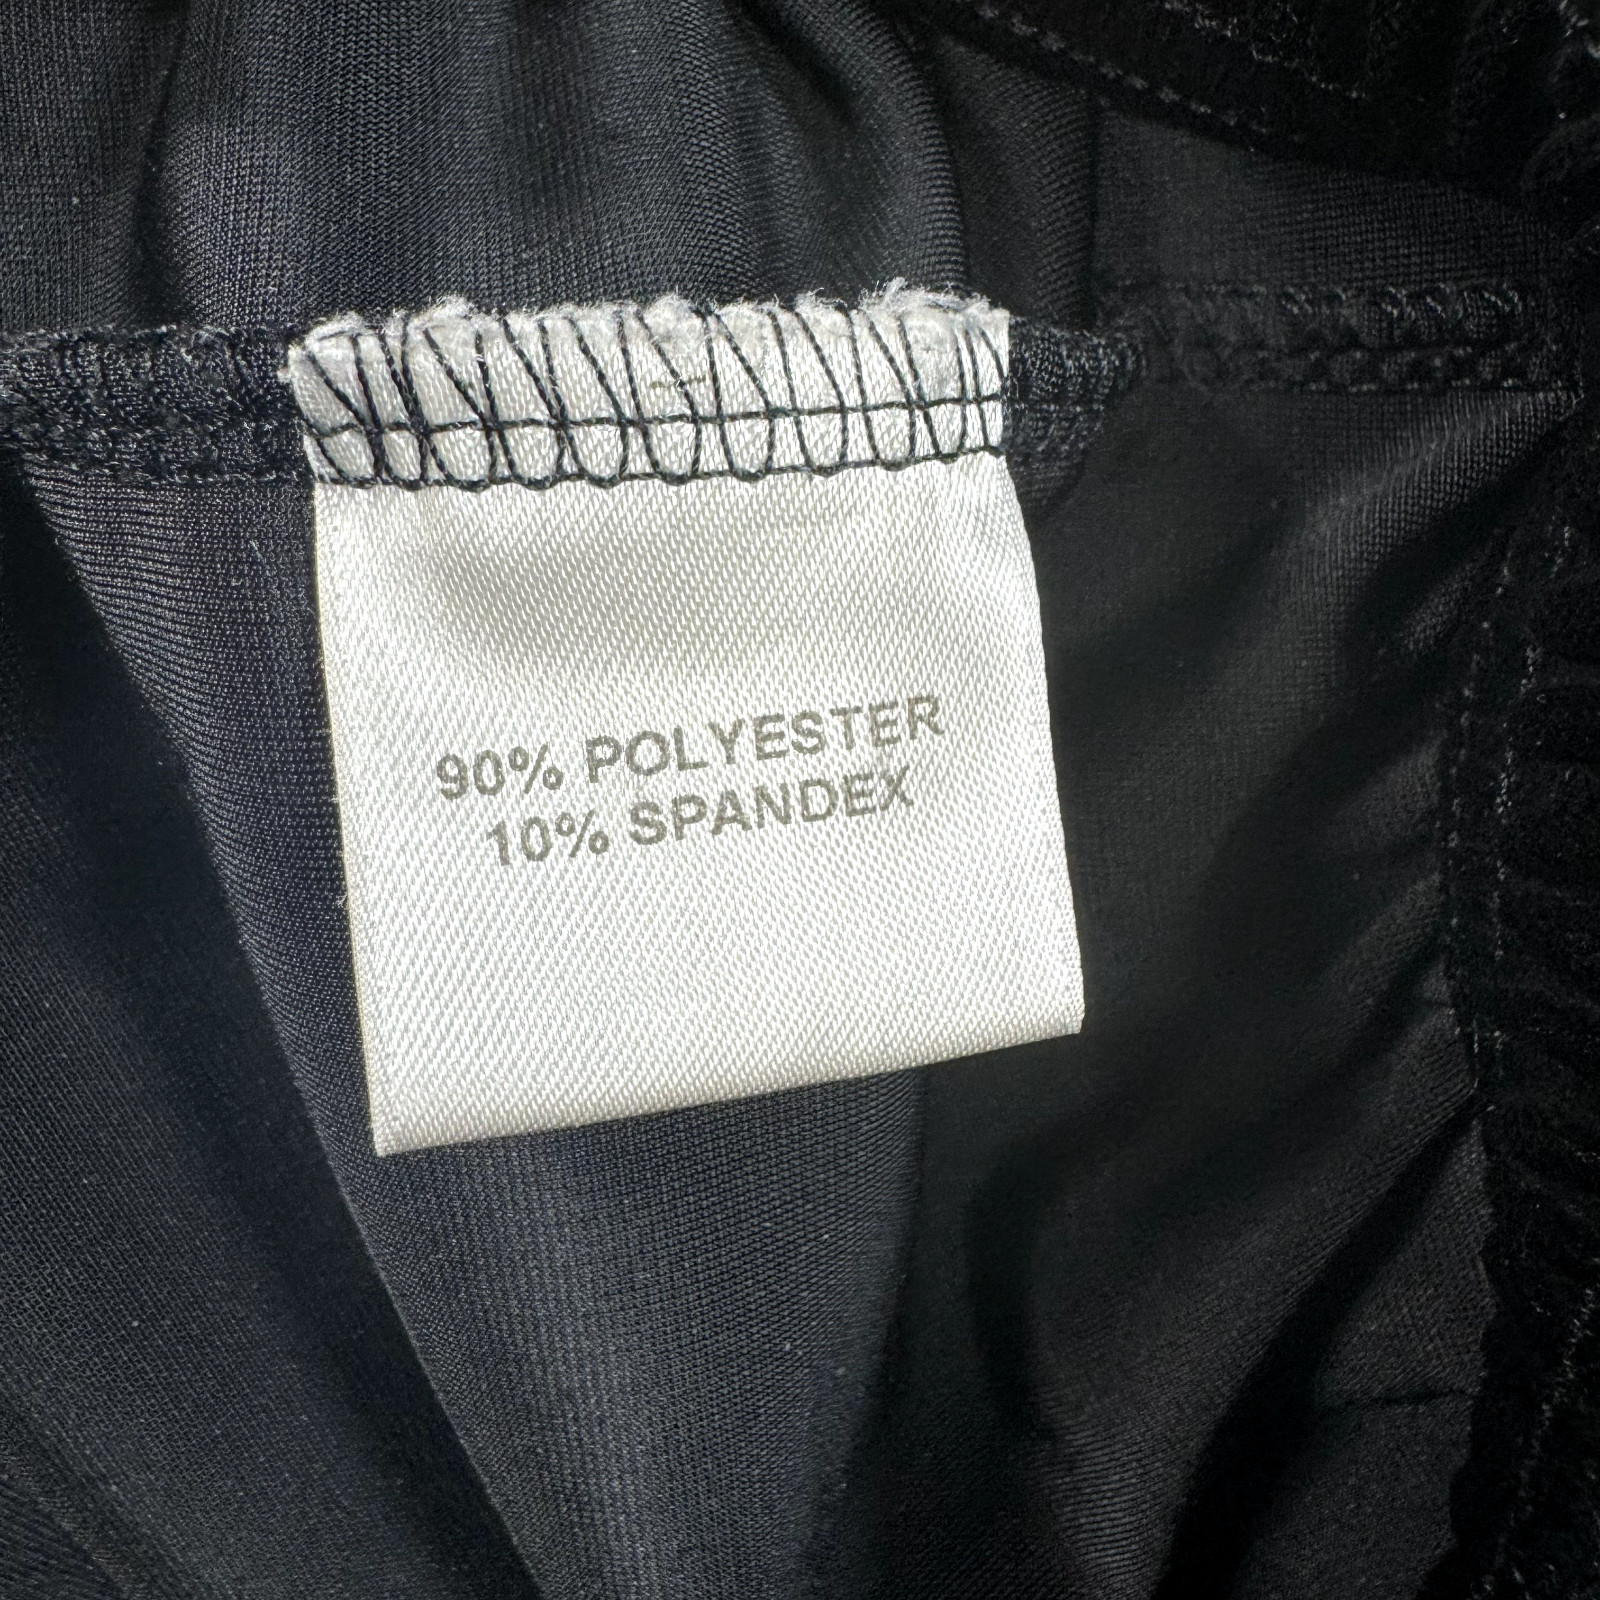 90% POLYESTER
10% SPANDEX